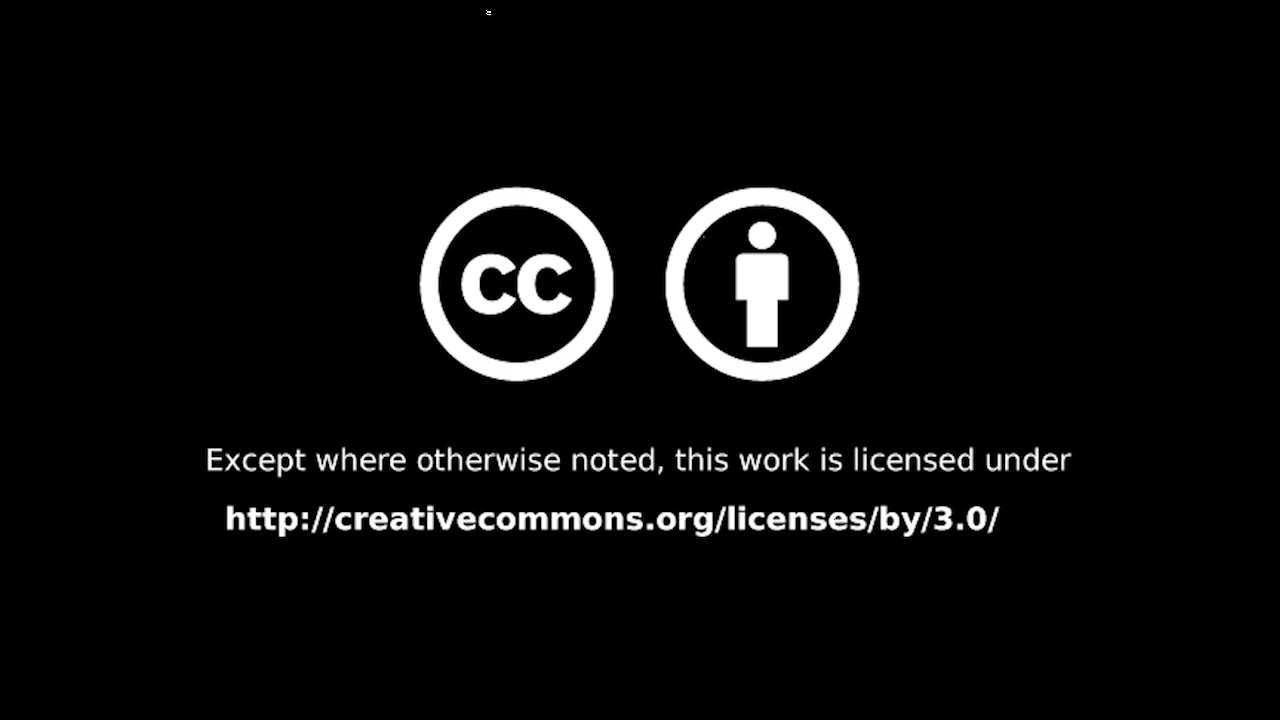 cc
Except where otherwise noted, this work is licensed under
http://creativecommons.org/licenses/by/3.0/